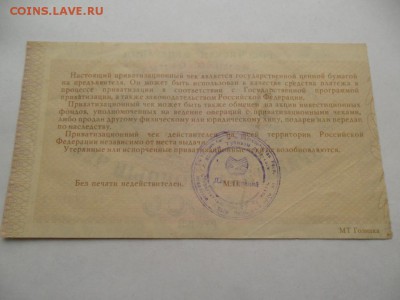 COINS.LAVE.RU
Настоящий приватизационный чек является государственной ценной бумагой
на предъявителя. Он может быть использован в качестве средства платежа в
процессе приватизации в соответствии с Государственной программой
приватизации, а также законодательством Российской Федерации.
Приватизационный чек может быть также обменен на акции инвестиционных
фондов, уполномоченных на ведение операций с приватизационными чеками,
либо продан другому физическому или юридическому лицу, подарен или передан
по наследству.
Приватизационный чек действителен на всей территории Российской
Федерации независимо от места выдачи.
Утерянные или испорченные приватизационные чеки не возобновляются.
Без печати недействителен.
М.П.
МТ Гознака